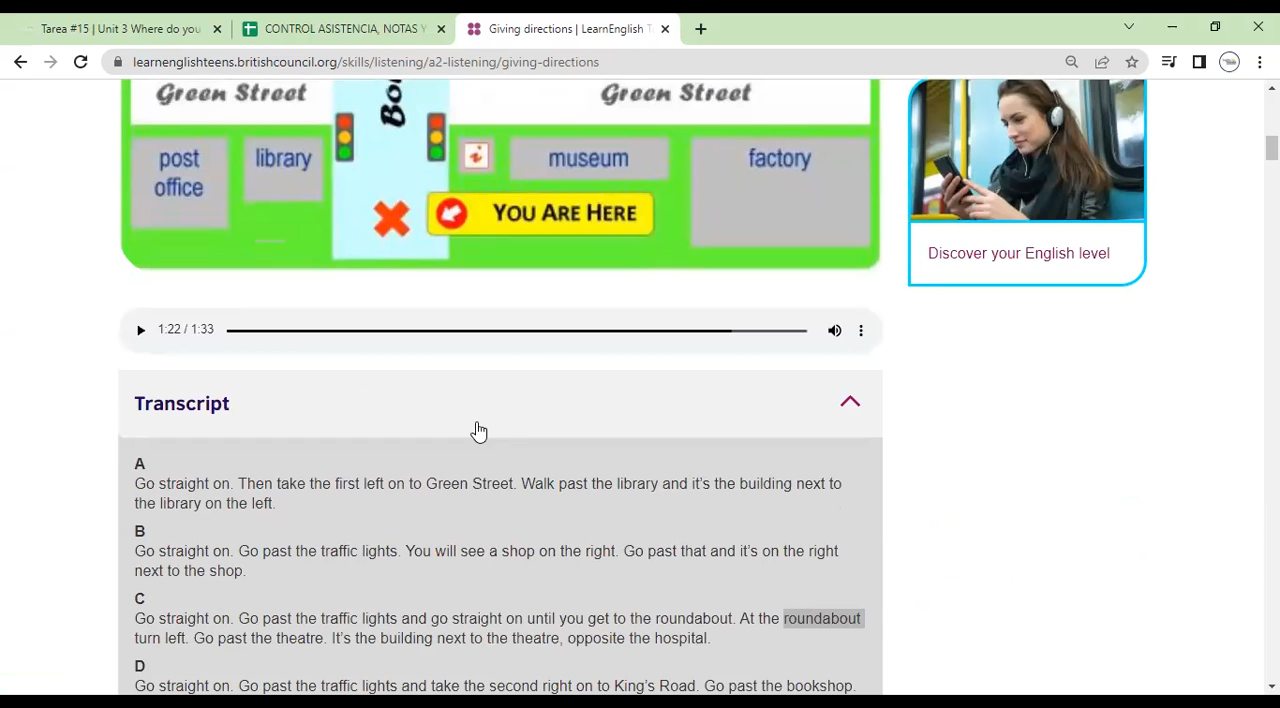 Tarea #15 | Unit 3 Where do you
CONTROL ASISTENCIA, NOTAS Y
Giving directions | LearnEnglish T
learnenglishteens.britishcouncil.org/skills/listening/a2-listening/giving-directions
Green Street
Green Street
post office
library
museum
factory
YOU ARE HERE
Discover your English level
1:22 / 1:33
Transcript
A
Go straight on. Then take the first left on to Green Street. Walk past the library and it's the building next to
the library on the left.
B
Go straight on. Go past the traffic lights. You will see a shop on the right. Go past that and it's on the right
next to the shop.
C
Go straight on. Go past the traffic lights and go straight on until you get to the roundabout. At the roundabout
turn left. Go past the theatre. It's the building next to the theatre, opposite the hospital.
D
Go straight on. Go past the traffic lights and take the second right on to King's Road. Go past the bookshop.